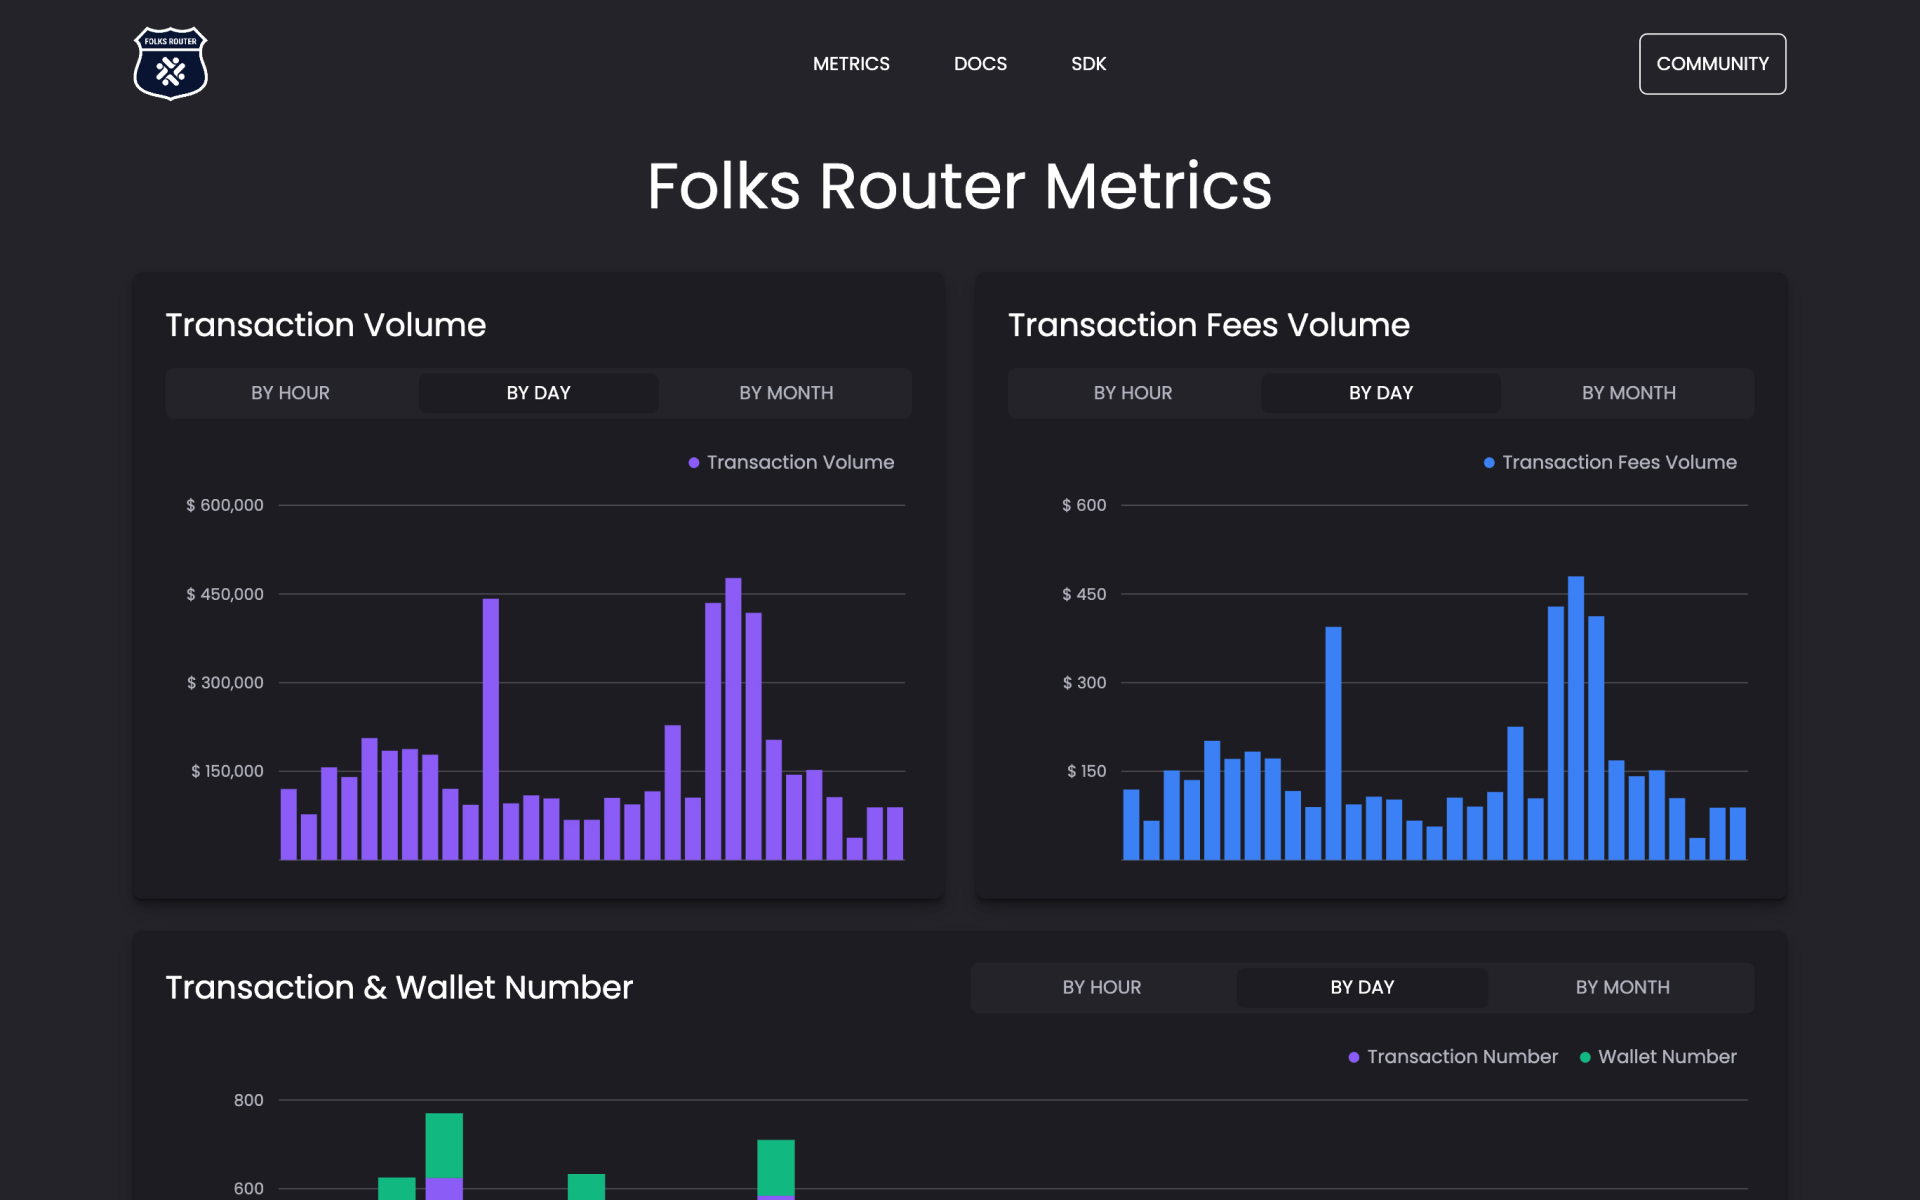 FOLKS ROUTER
METRICS
DOCS
SDK
COMMUNITY
Folks Router Metrics
Transaction Volume
BY HOUR
BY DAY
BY MONTH
Transaction Volume
$ 600,000
$ 450,000
$ 300,000
$ 150,000
Transaction Fees Volume
BY HOUR
BY DAY
BY MONTH
Transaction Fees Volume
$ 600
$ 450
$ 300
$ 150
Transaction & Wallet Number
BY HOUR
BY DAY
BY MONTH
Transaction Number
Wallet Number
800
600